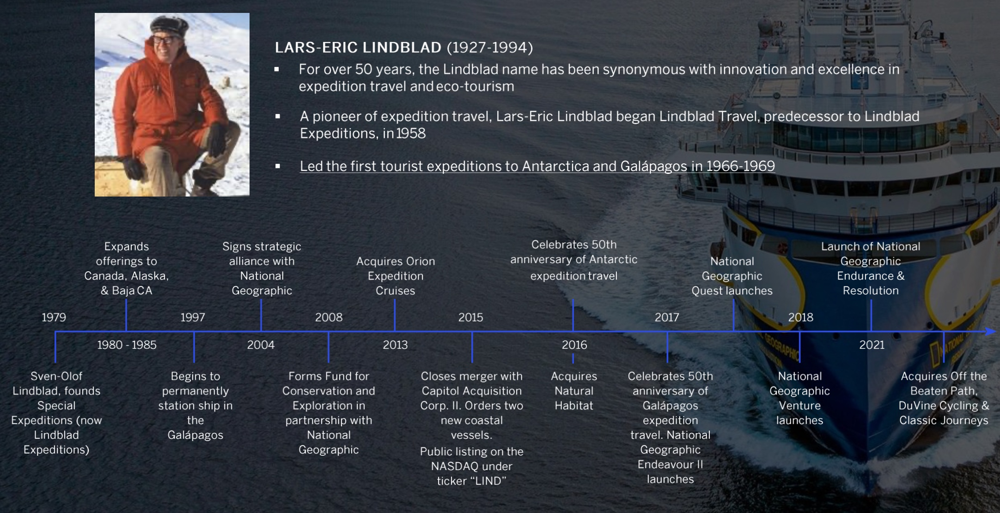 LARS-ERIC LINDBLAD (1927-1994)
▪ For over 50 years, the Lindblad name has been synonymous with innovation and excellence in
expedition travel and eco-tourism
▪ A pioneer of expedition travel, Lars-Eric Lindblad began Lindblad Travel, predecessor to Lindblad
Expeditions, in 1958
▪ Led the first tourist expeditions to Antarctica and Galápagos in 1966-1969
Expands
offerings to
Canada, Alaska,
& Baja CA
Signs strategic
alliance with
National
Geographic
Acquires Orion
Expedition
Cruises
Celebrates 50th
anniversary of Antarctic
expedition travel
National
Geographic
Quest launches
Launch of National
Geographic
Endurance &
Resolution
1979
1997
2008
2015
2017
2018
1980 - 1985
2004
2013
2016
2021
Sven-Olof
Lindblad, founds
Special
Expeditions (now
Lindblad
Expeditions)
Begins to
permanently
station ship in
the
Galápagos
Forms Fund for
Conservation and
Exploration in
partnership with
National
Geographic
Closes merger with
Capitol Acquisition
Corp. II. Orders two
new coastal
vessels.
Public listing on the
NASDAQ under
ticker “LIND”
Acquires
Natural
Habitat
Celebrates 50th
anniversary of
Galápagos
expedition
travel. National
Geographic
Endeavour II
launches
National
Geographic
Venture
launches
Acquires Off the
Beaten Path,
DuVine Cycling &
Classic Journeys
GEOGRAPHIC
NATIONAL